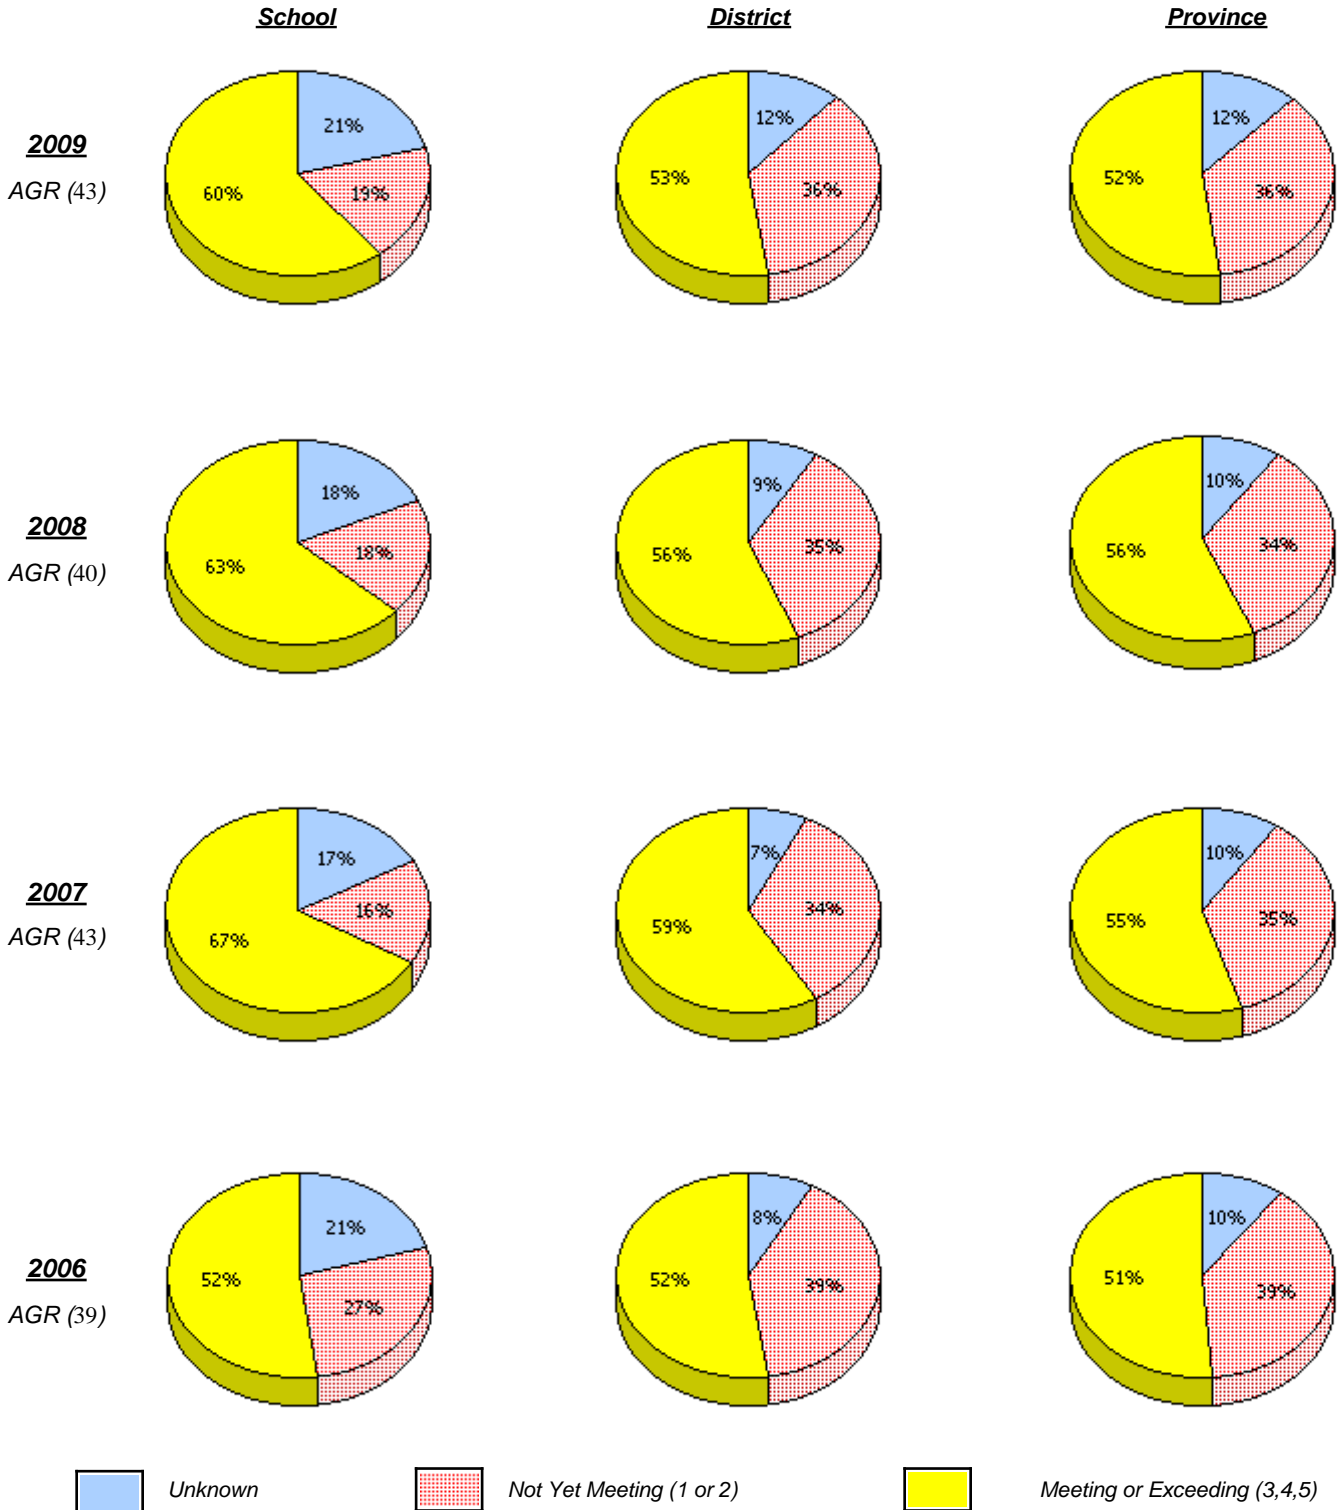 School District Province
21% 12% 12%
2009
60% 19% 53% 36% 52% 36%
AGR (43)
18% 9% 10%
2008
63% 18% 56% 35% 56% 34%
AGR (40)
17% 7% 10%
2007
67% 16% 59% 34% 55% 35%
AGR (43)
21% 8% 10%
2006
52% 27% 52% 39% 51% 39%
AGR (39)
Unknown Not Yet Meeting (1 or 2) Meeting or Exceeding (3,4,5)